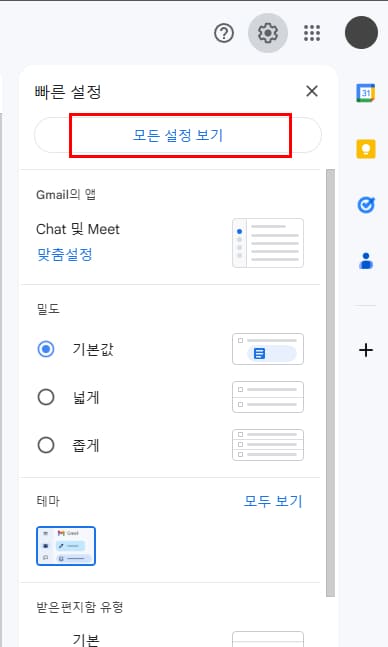 빠른 설정
모든 설정 보기
Gmail의 앱
Chat 및 Meet
맞춤설정
밀도
기본값
넓게
좁게
테마
모두 보기
Gmail
받은편지함 유형
기본
31